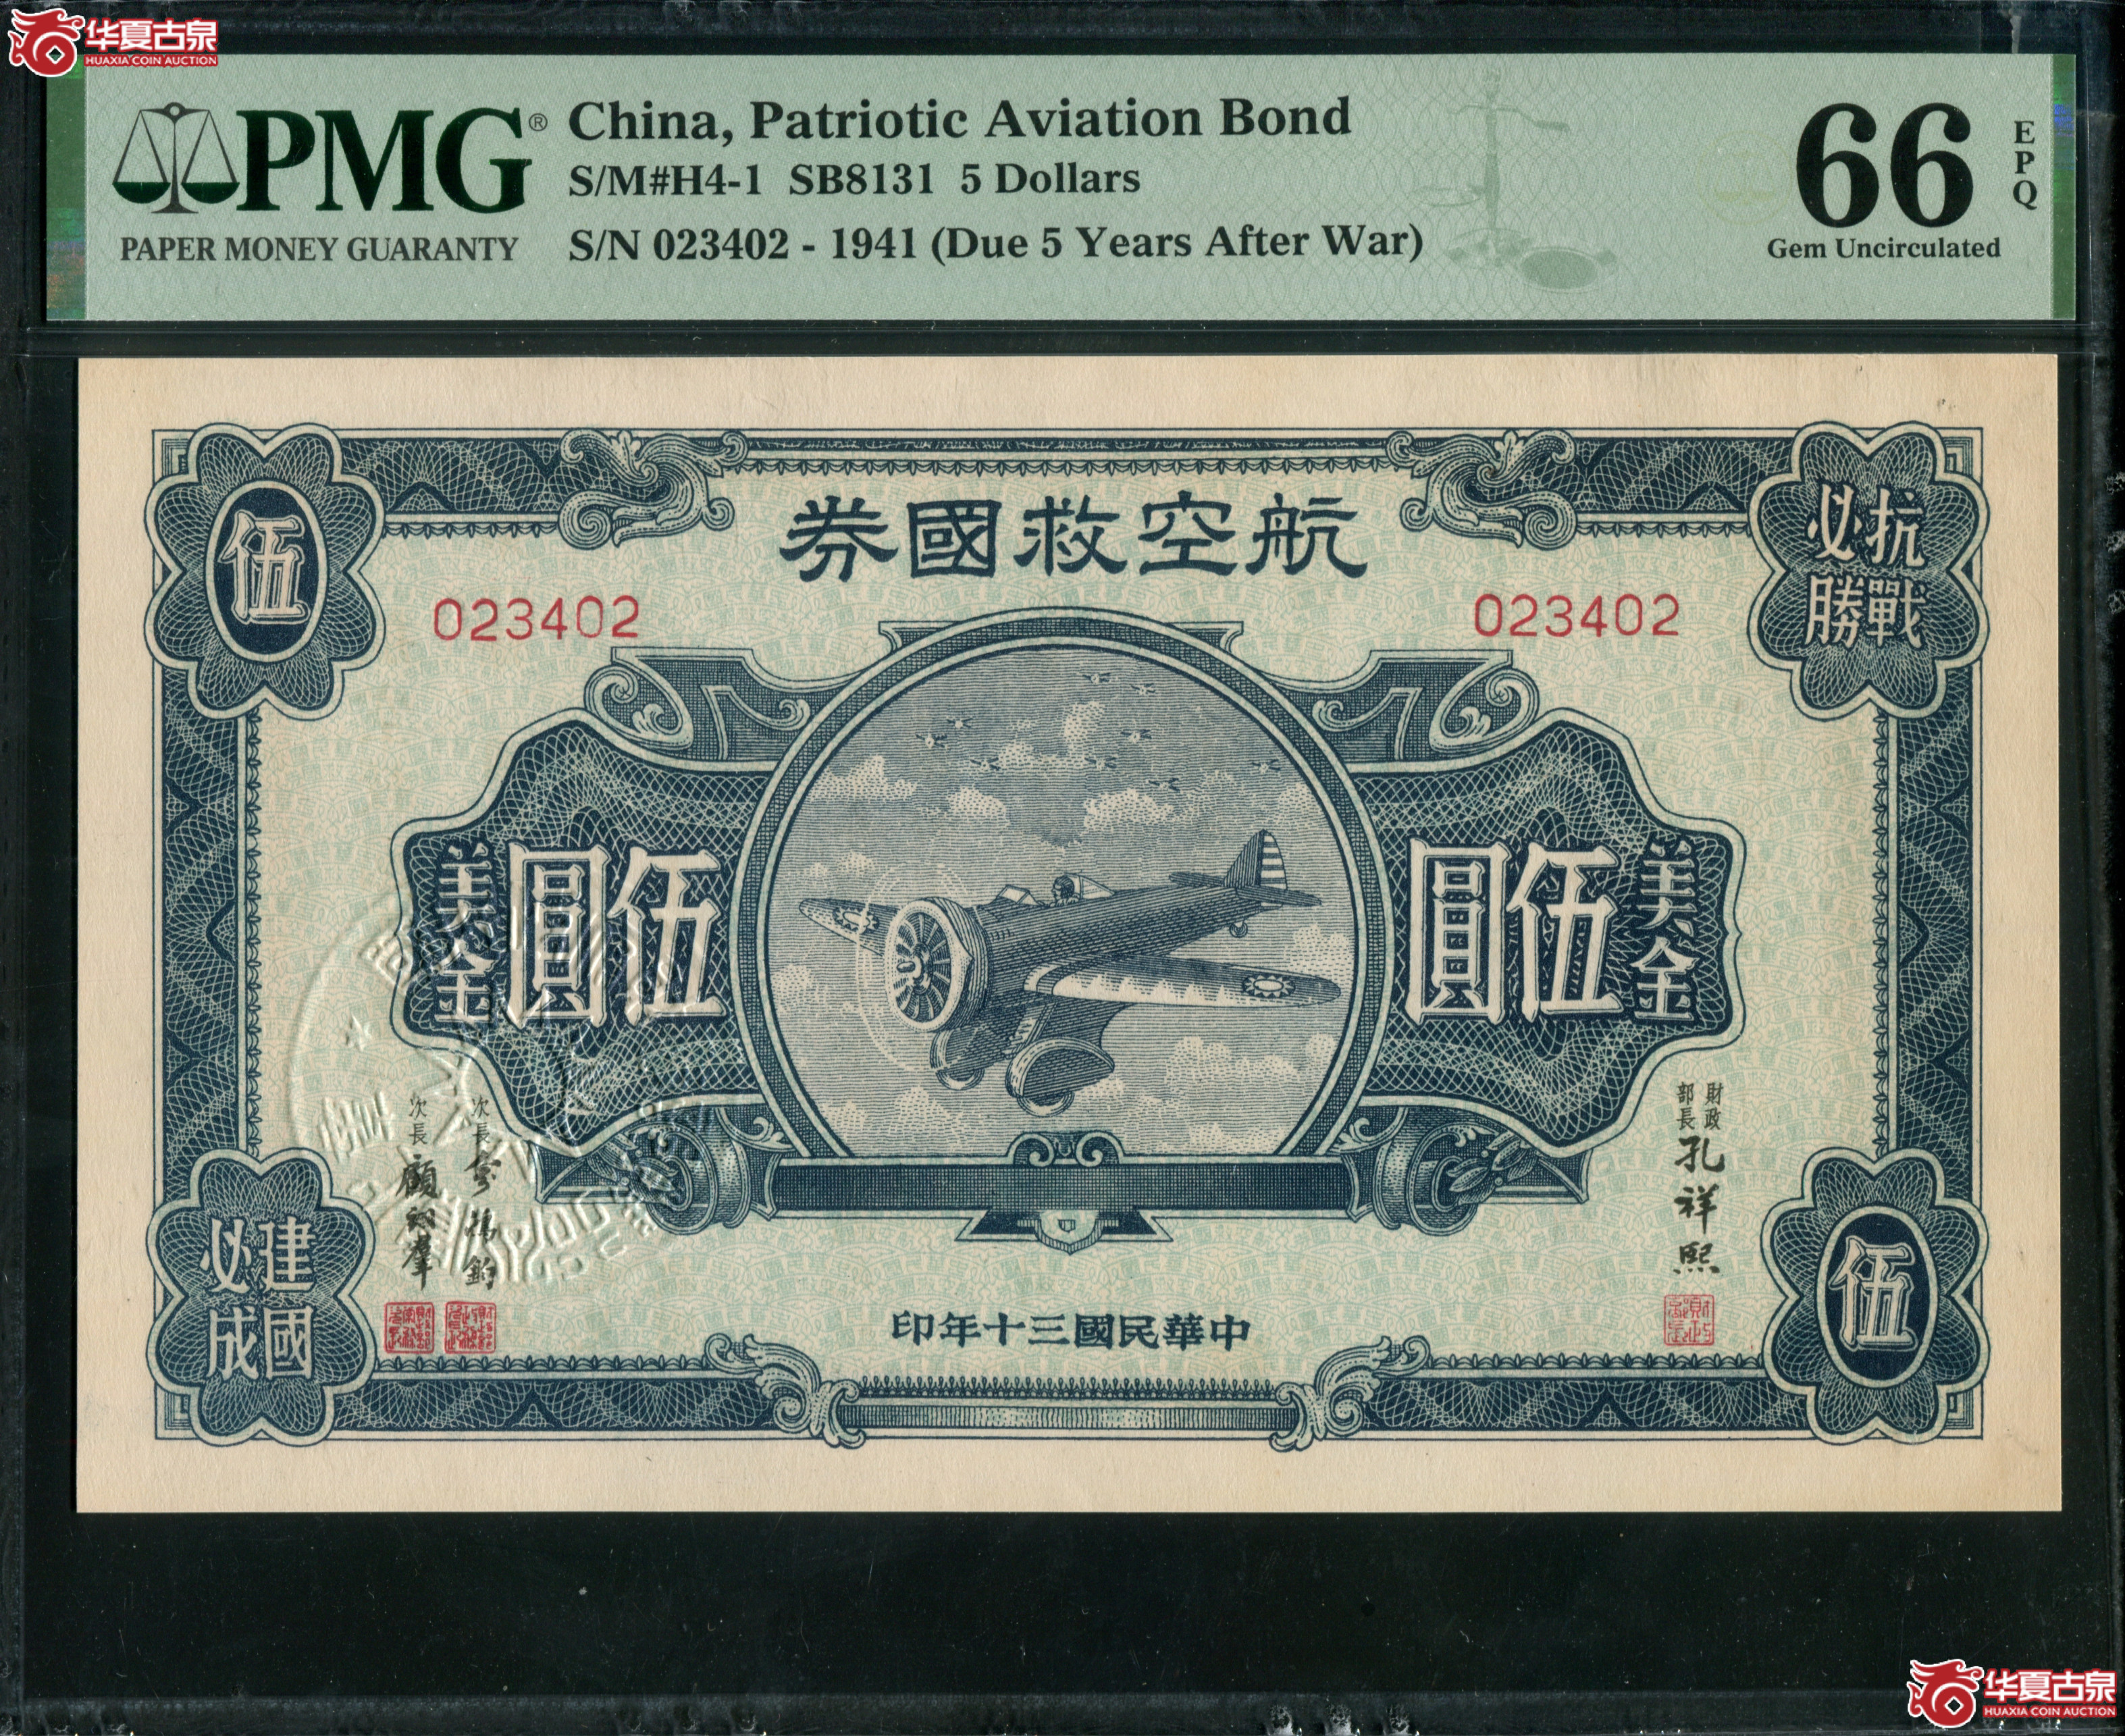 华夏古泉
HUAXIA COIN AUCTION
PMG®
PAPER MONEY GUARANTY
China, Patriotic Aviation Bond
S/M#H4-1 SB8131 5 Dollars
S/N 023402 - 1941 (Due 5 Years After War)
66
EPQ
Gem Uncirculated
航空救國券
伍
抗戰必勝
023402
023402
美金
伍圓
伍圓
美金
財政部長
孔祥熙
次長
次長
顧翊羣
建國必成
伍
中華民國三十年印
华夏古泉
HUAXIA COIN AUCTION